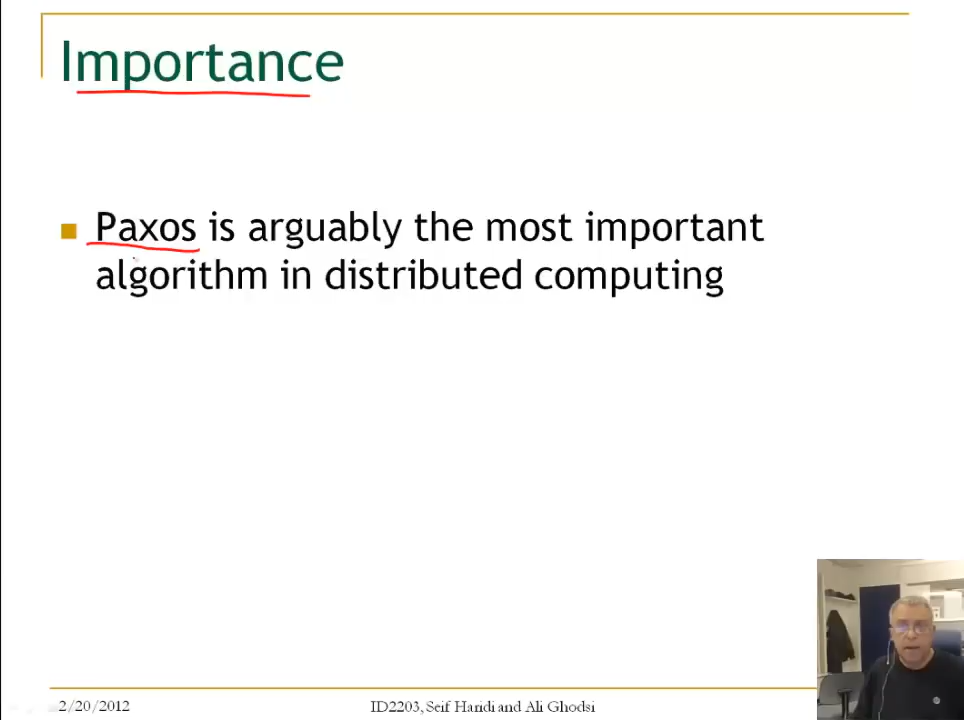 Importance
Paxos is arguably the most important
algorithm in distributed computing
2/20/2012
ID2203, Seif Haridi and Ali Ghodsi